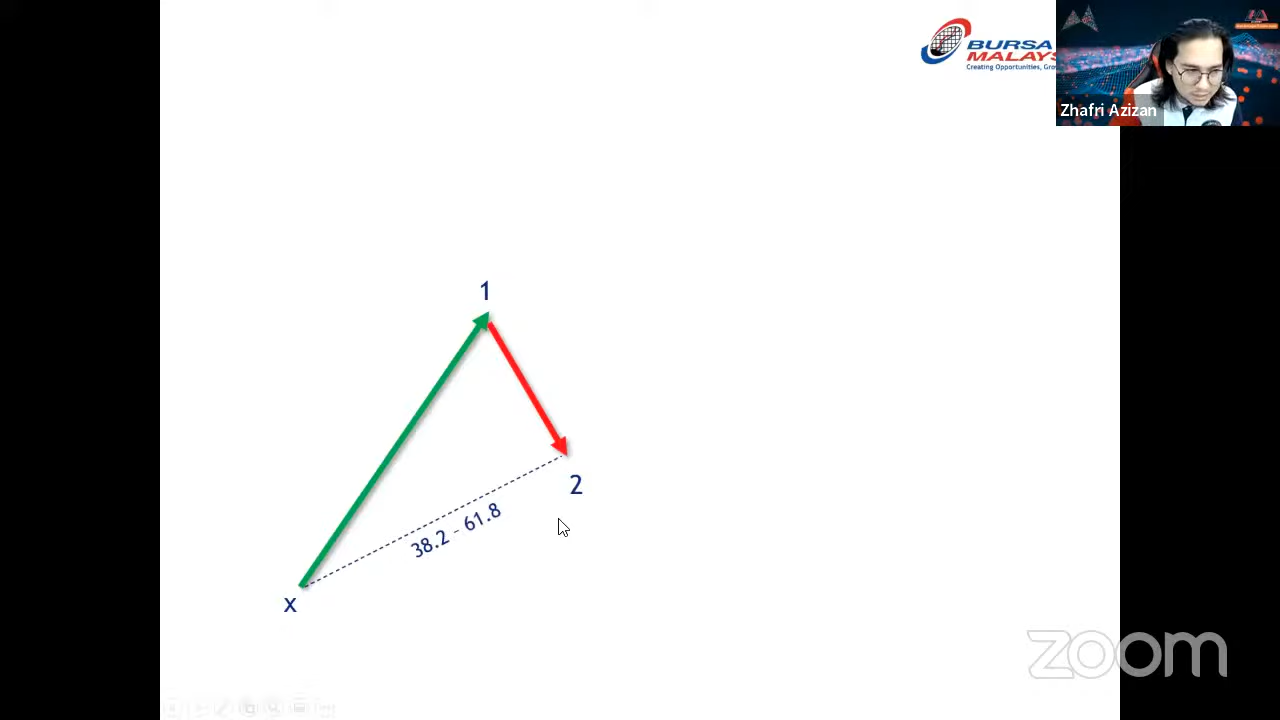 BURSA
MALAYS
Creating Opportunities, Gro
Zhafri Azizan
1
2
38.2 - 61.8
x
zoom